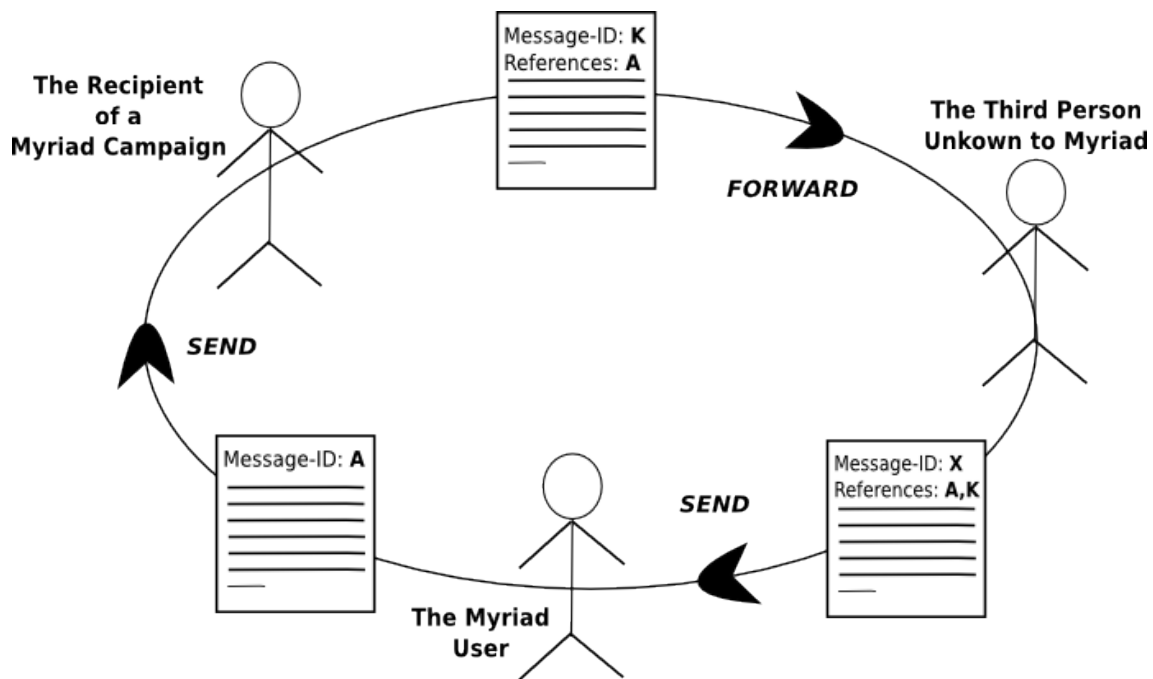 Message-ID: K
References: A
The Recipient
of a
Myriad Campaign
The Third Person
Unkown to Myriad
FORWARD
SEND
Message-ID: A
SEND
Message-ID: X
References: A,K
The Myriad
User